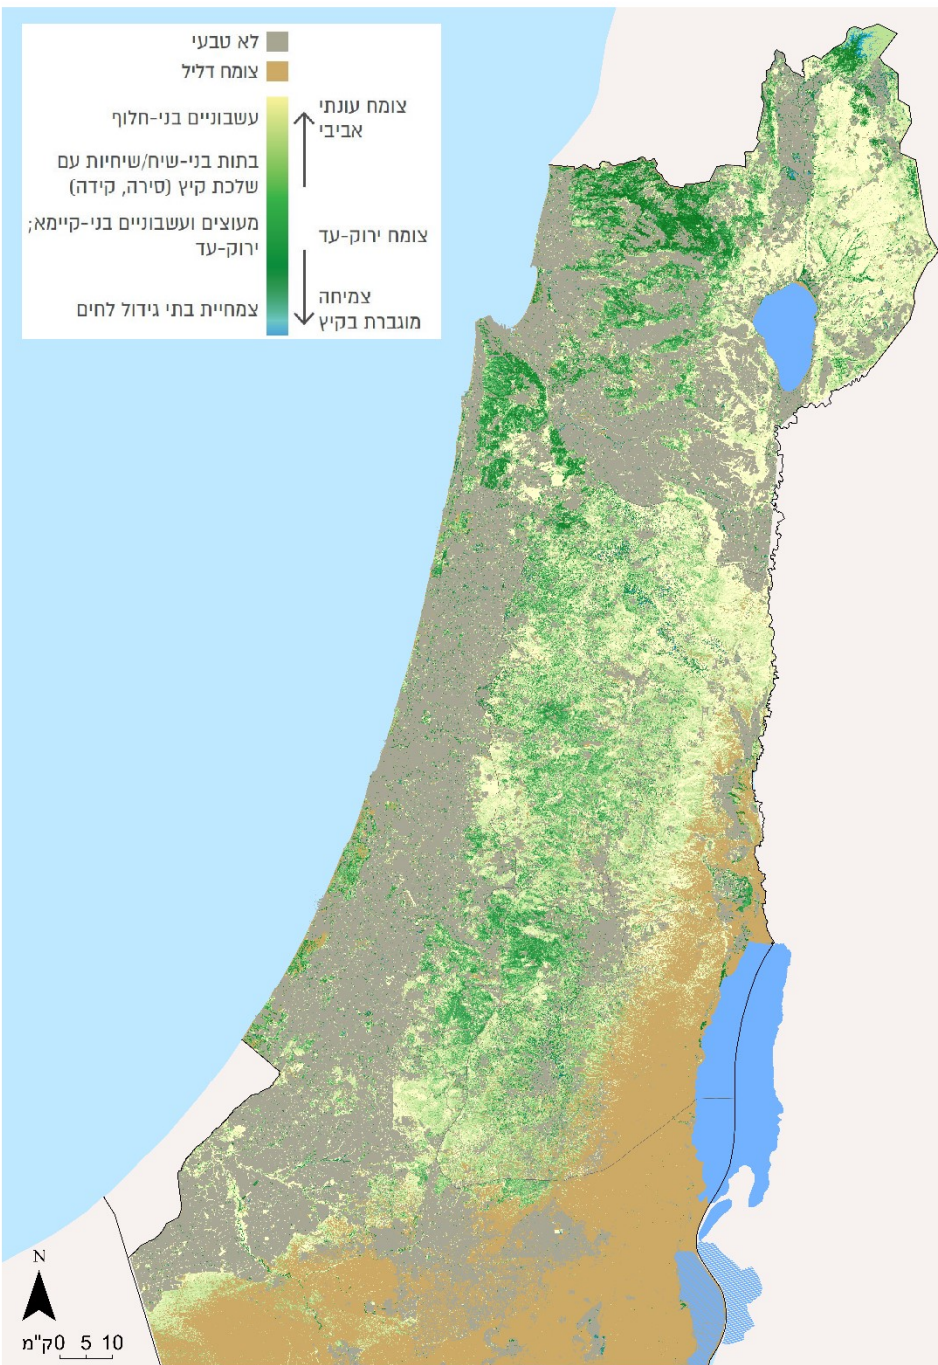 לא טבעי
צומח דליל
צומח עונתי
אביבי
עשבוניים בני-חלוף
בתות בני-שיח/שיחיות עם
שלכת קיץ (סירה, קידה)
מעוצים ועשבוניים בני-קיימא;
ירוק-עד
צומח ירוק-עד
צמיחה
מוגברת בקיץ
צמחיית בתי גידול לחים
N
0 5 10 ק"מ